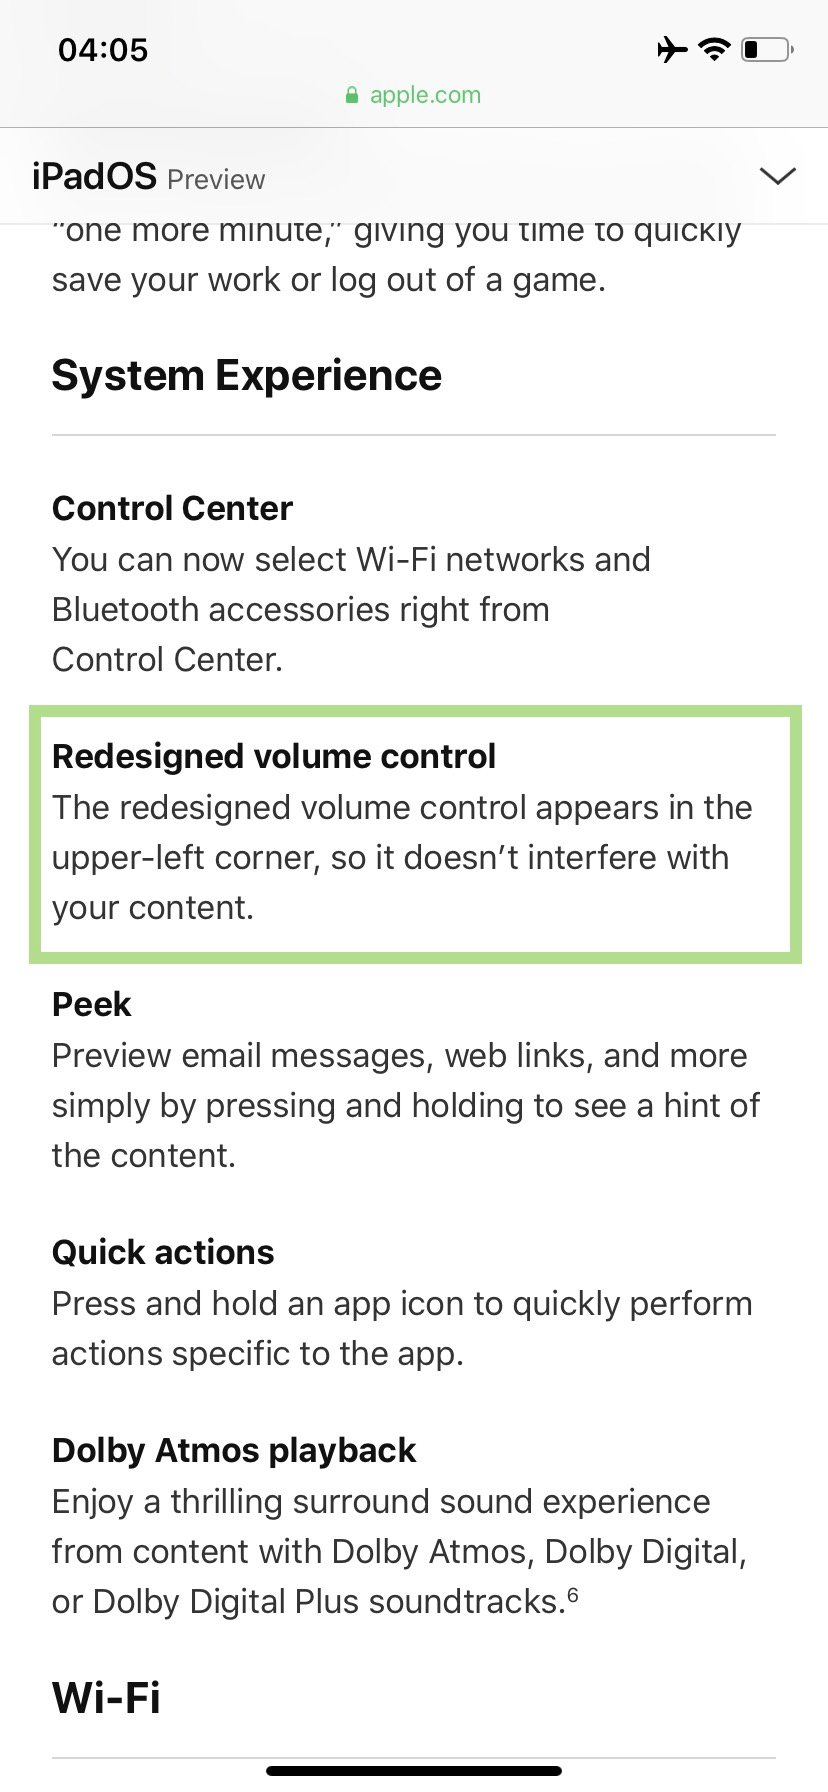 04:05
apple.com
iPadOS Preview
“one more minute,” giving you time to quickly
save your work or log out of a game.
System Experience
Control Center
You can now select Wi-Fi networks and
Bluetooth accessories right from
Control Center.
Redesigned volume control
The redesigned volume control appears in the
upper-left corner, so it doesn’t interfere with
your content.
Peek
Preview email messages, web links, and more
simply by pressing and holding to see a hint of
the content.
Quick actions
Press and hold an app icon to quickly perform
actions specific to the app.
Dolby Atmos playback
Enjoy a thrilling surround sound experience
from content with Dolby Atmos, Dolby Digital,
or Dolby Digital Plus soundtracks.⁶
Wi-Fi